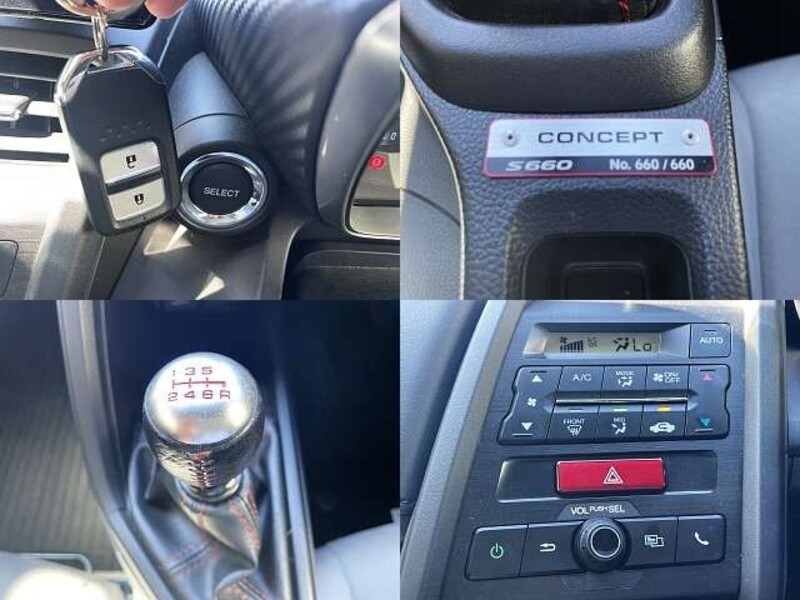 SELECT
CONCEPT
S660 No. 660/660
1 3 5
2 4 6 R
Lo
AUTO
A/C
MODE
ON/
OFF
FRONT
MID
VOL PUSH SEL